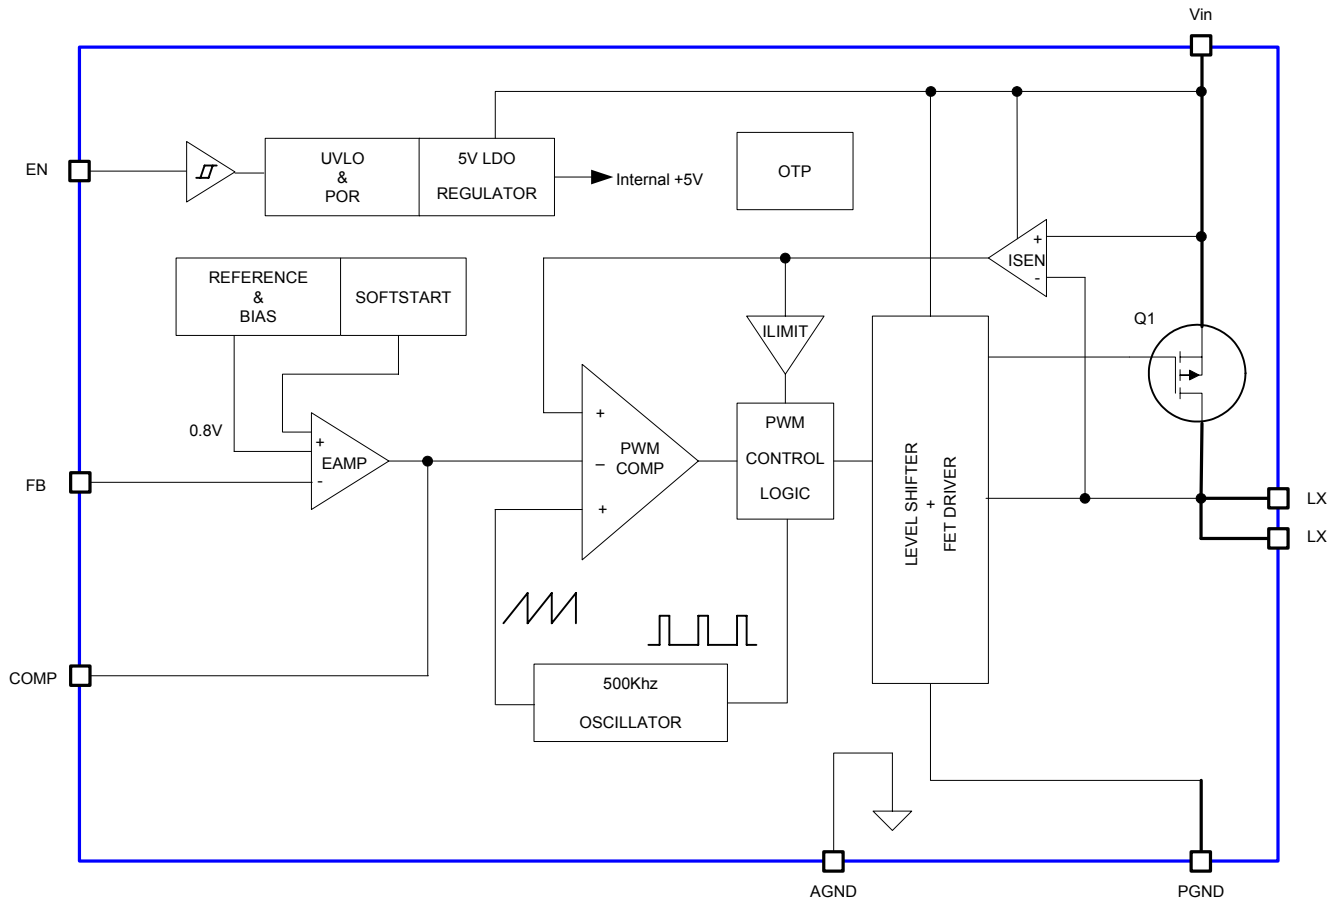 Vin
EN
UVLO
&
POR
5V LDO
REGULATOR
Internal +5V
OTP
+
ISEN
-
REFERENCE
&
BIAS
SOFTSTART
Q1
ILIMIT
0.8V
+
EAMP
-
+
PWM
COMP
–
+
PWM
CONTROL
LOGIC
LEVEL SHIFTER
+
FET DRIVER
FB
LX
LX
COMP
500Khz
OSCILLATOR
AGND
PGND